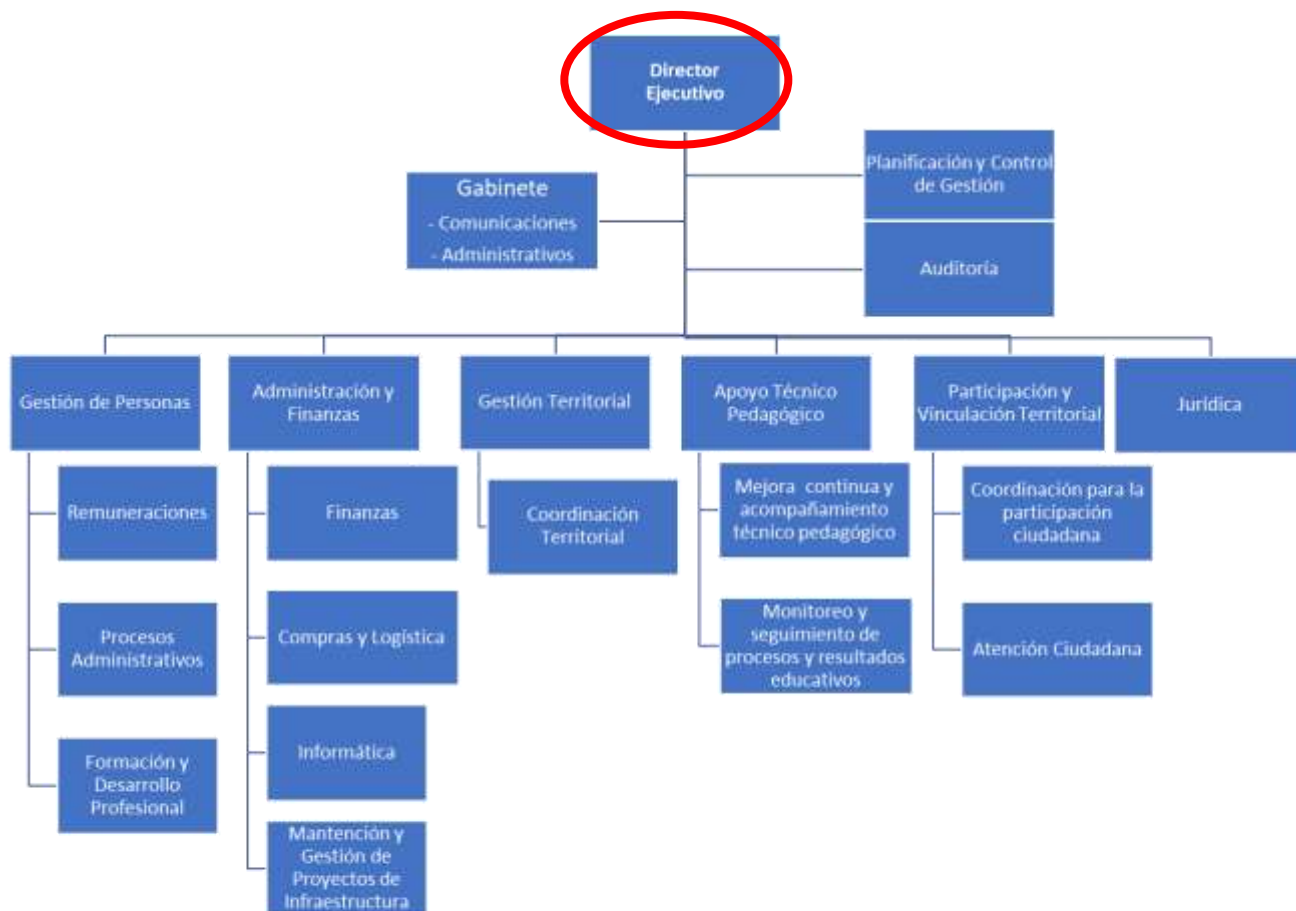 Director
Ejecutivo
Planificación y Control
de Gestión
Gabinete
- Comunicaciones
- Administrativos
Auditoría
Gestión de Personas
Administración y
Finanzas
Gestión Territorial
Apoyo Técnico
Pedagógico
Participación y
Vinculación Territorial
Jurídica
Remuneraciones
Procesos
Administrativos
Formación y
Desarrollo
Profesional
Finanzas
Compras y Logística
Informática
Mantención y
Gestión de
Proyectos de
Infraestructura
Coordinación
Territorial
Mejora continua y
acompañamiento
técnico pedagógico
Monitoreo y
seguimiento de
procesos y resultados
educativos
Coordinación para la
participación
ciudadana
Atención Ciudadana